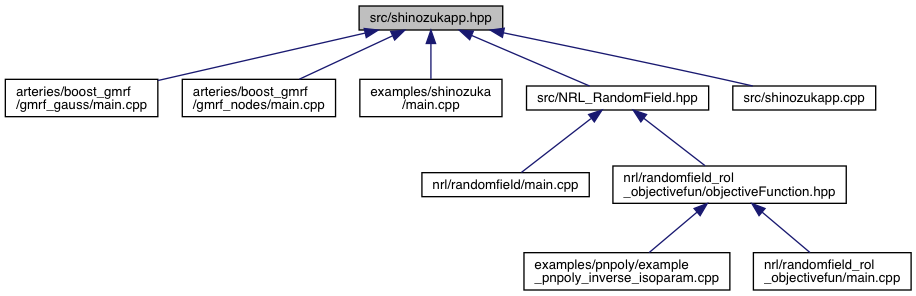 src/shinozukapp.hpp
arteries/boost_gmrf
/gmrf_gauss/main.cpp
arteries/boost_gmrf
/gmrf_nodes/main.cpp
examples/shinozuka
/main.cpp
src/NRL_RandomField.hpp
src/shinozukapp.cpp
nrl/randomfield/main.cpp
nrl/randomfield_rol
_objectivefun/objectiveFunction.hpp
examples/pnpoly/example
_pnpoly_inverse_isoparam.cpp
nrl/randomfield_rol
_objectivefun/main.cpp